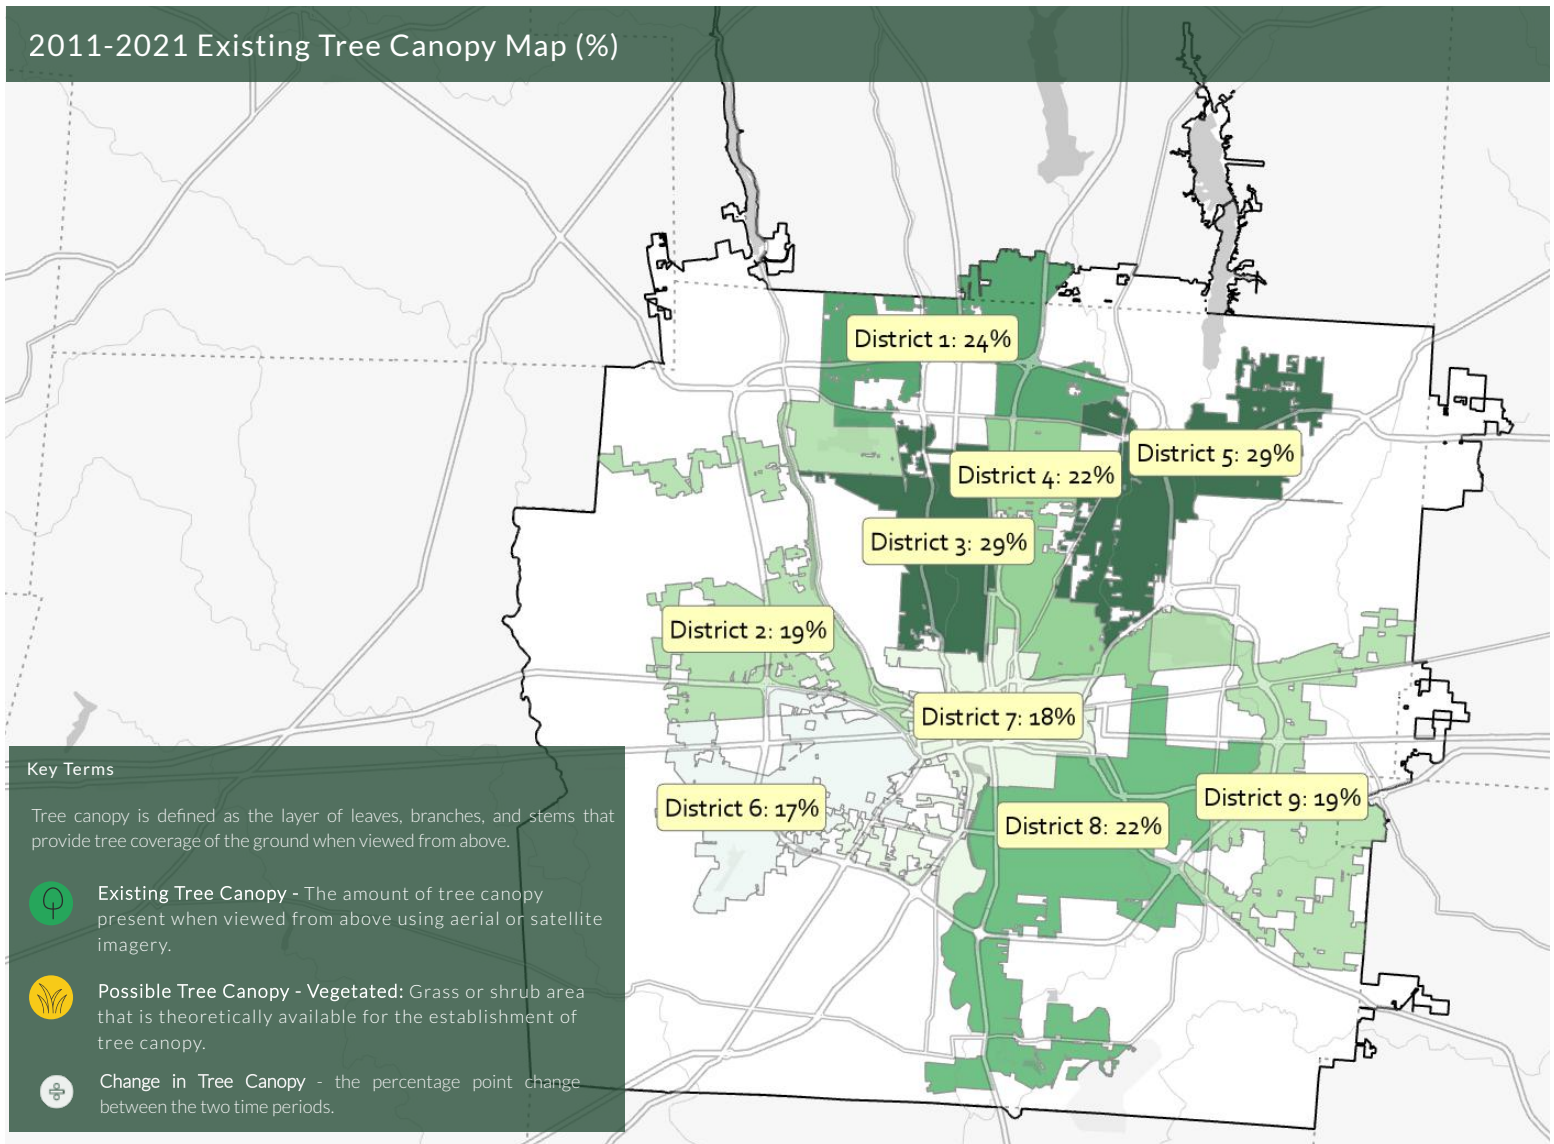 2011-2021 Existing Tree Canopy Map (%)
District 1: 24%
District 5: 29%
District 4: 22%
District 3: 29%
District 2: 19%
District 7: 18%
District 6: 17%
District 9: 19%
District 8: 22%
Key Terms
Tree canopy is defined as the layer of leaves, branches, and stems that
provide tree coverage of the ground when viewed from above.
Existing Tree Canopy - The amount of tree canopy
present when viewed from above using aerial or satellite
imagery.
Possible Tree Canopy - Vegetated: Grass or shrub area
that is theoretically available for the establishment of
tree canopy.
Change in Tree Canopy - the percentage point change
between the two time periods.